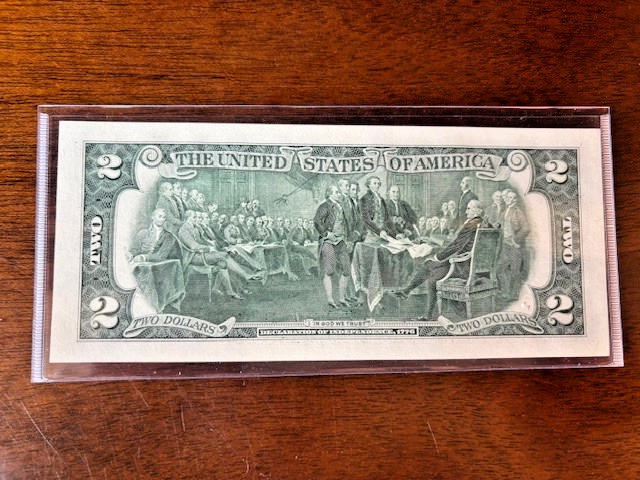 2 THE UNITED STATES OF AMERICA 2
TWO TWO
2 2
TWO DOLLARS IN GOD WE TRUST TWO DOLLARS
DECLARATION OF INDEPENDENCE, 1776